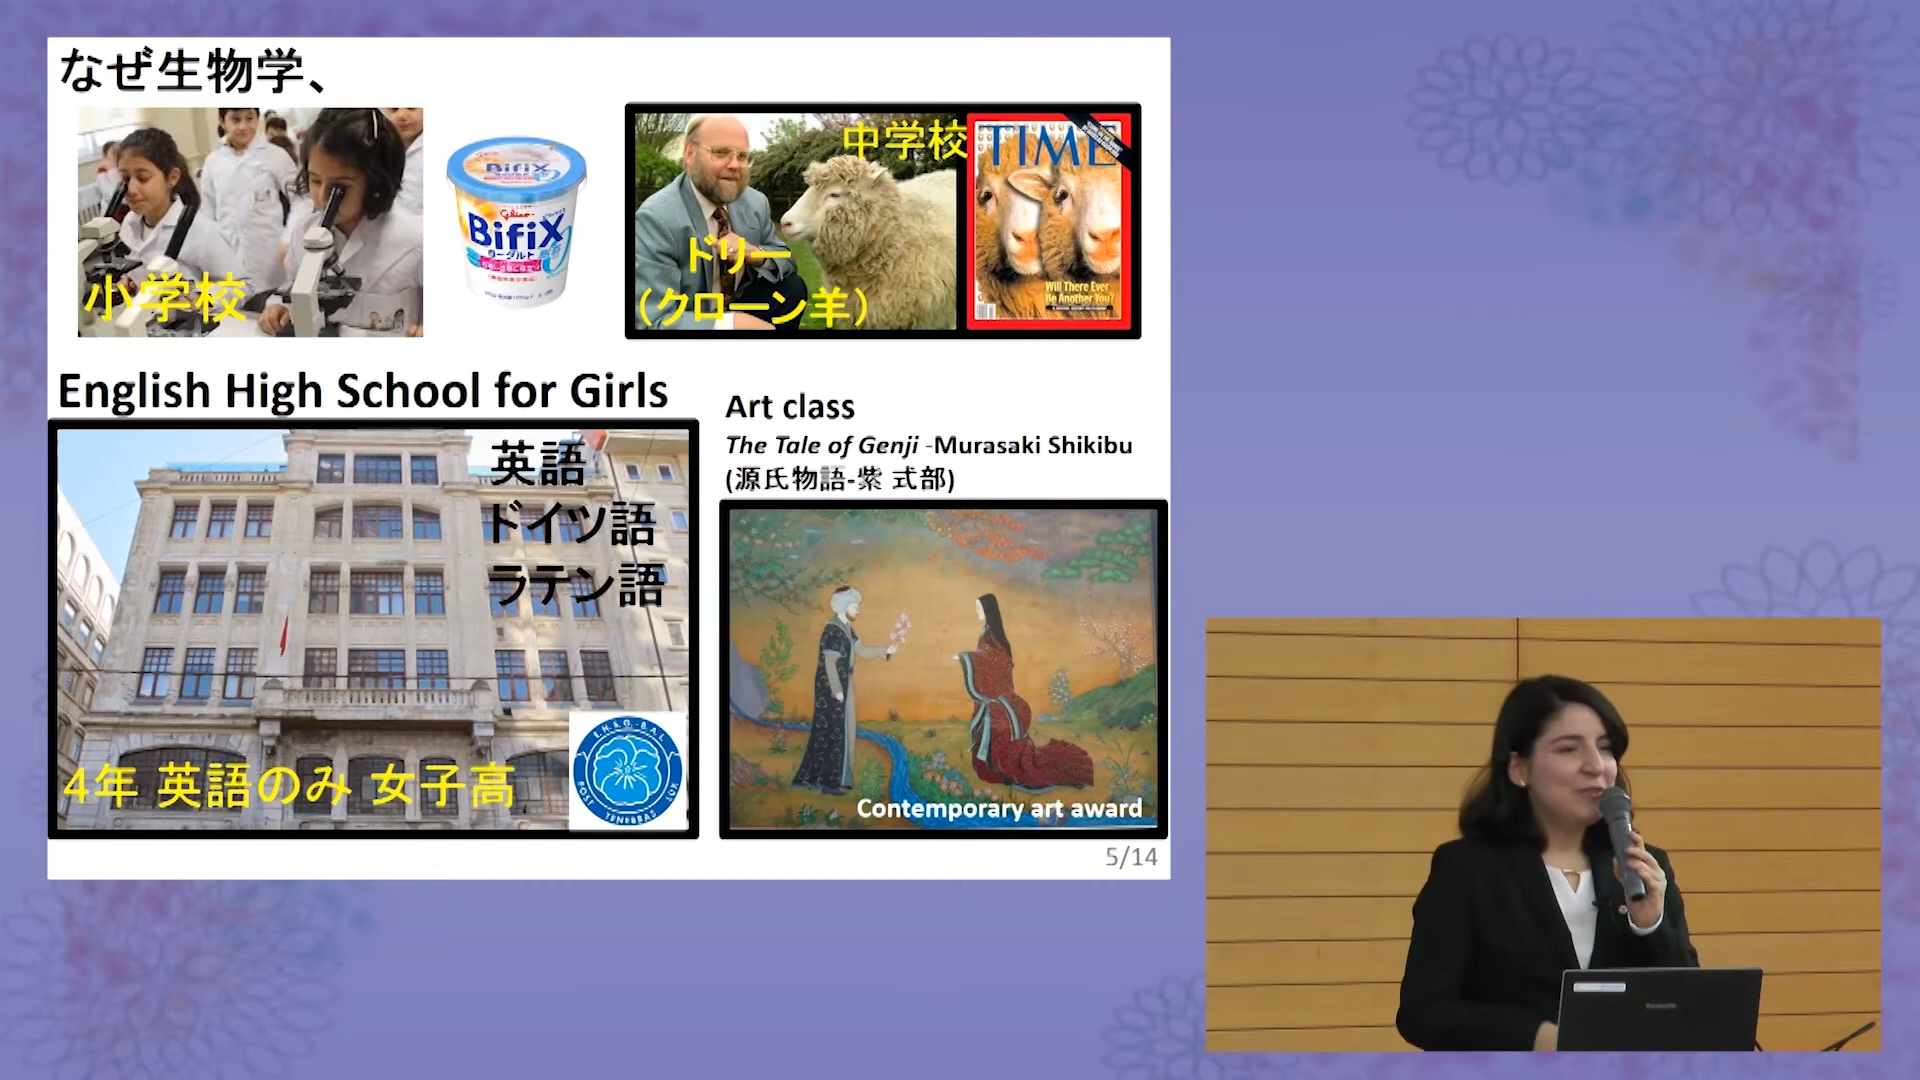 なぜ生物学、
小学校
Glico
BifiX
ヨーグルト
中学校
ドリー
（クローン羊）
TIME
Will There Ever
Be Another You?
English High School for Girls
英語
ドイツ語
ラテン語
4年 英語のみ 女子高
E.H.S.G.-B.A.L
POST TENEBRAS LUX
Art class
The Tale of Genji -Murasaki Shikibu
(源氏物語-紫 式部)
Contemporary art award
5/14